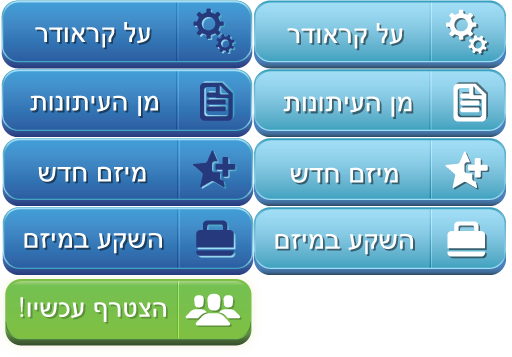 על קראודר
על קראודר
מן העיתונות
מן העיתונות
מיזם חדש
מיזם חדש
השקע במיזם
השקע במיזם
הצטרף עכשיו!